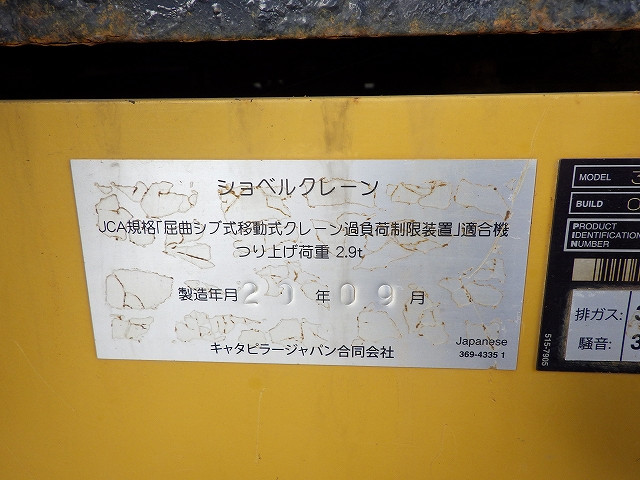 ショベルクレーン
JCA規格「屈曲ジブ式移動式クレーン過負荷制限装置」適合機
つり上げ荷重 2.9t
製造年月 20 年 09 月
キャタピラージャパン合同会社
Japanese
369-4335 1
MODEL
BUILD
PRODUCT
IDENTIFICATION
NUMBER
排ガス:
騒音:
515-7905